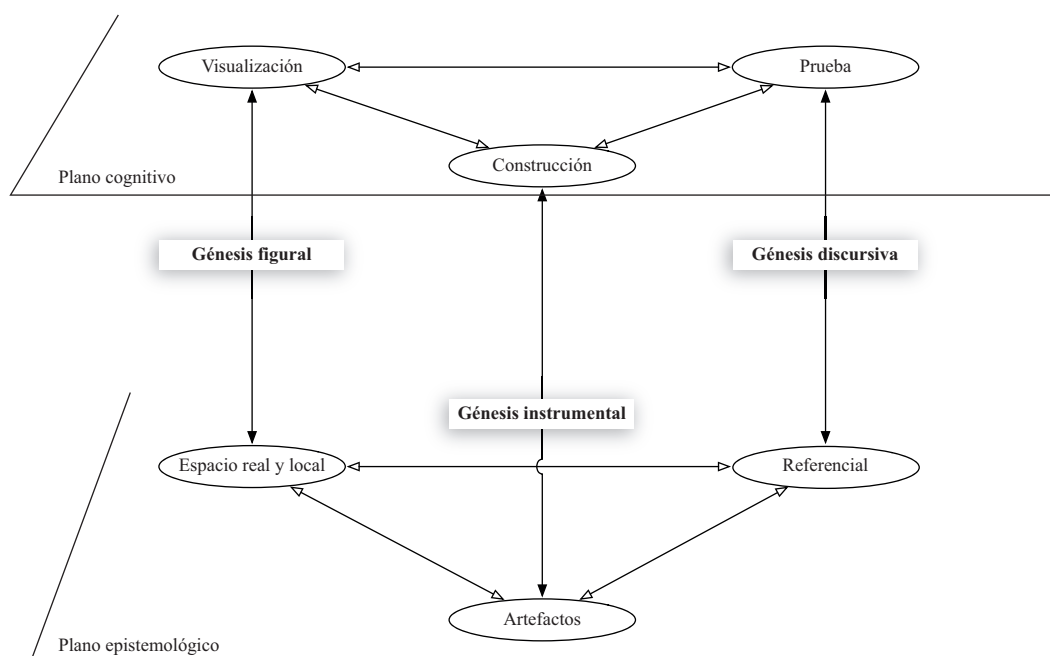 Visualización
Prueba
Construcción
Plano cognitivo
Génesis figural
Génesis discursiva
Génesis instrumental
Espacio real y local
Referencial
Artefactos
Plano epistemológico